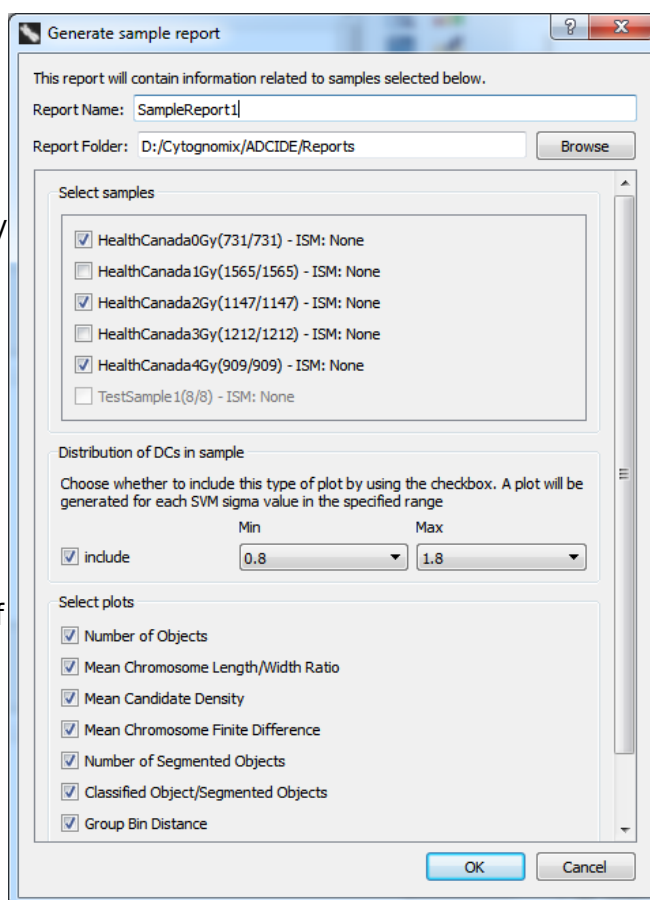 Generate sample report
This report will contain information related to samples selected below.
Report Name: SampleReport1
Report Folder: D:/Cytognomix/ADCIDE/Reports Browse
Select samples
y
HealthCanada0Gy(731/731) - ISM: None
HealthCanada1Gy(1565/1565) - ISM: None
HealthCanada2Gy(1147/1147) - ISM: None
HealthCanada3Gy(1212/1212) - ISM: None
HealthCanada4Gy(909/909) - ISM: None
TestSample1(8/8) - ISM: None
Distribution of DCs in sample
Choose whether to include this type of plot by using the checkbox. A plot will be
generated for each SVM sigma value in the specified range
Min Max
include 0.8 1.8
Select plots
f
Number of Objects
Mean Chromosome Length/Width Ratio
Mean Candidate Density
Mean Chromosome Finite Difference
Number of Segmented Objects
Classified Object/Segmented Objects
Group Bin Distance
OK Cancel